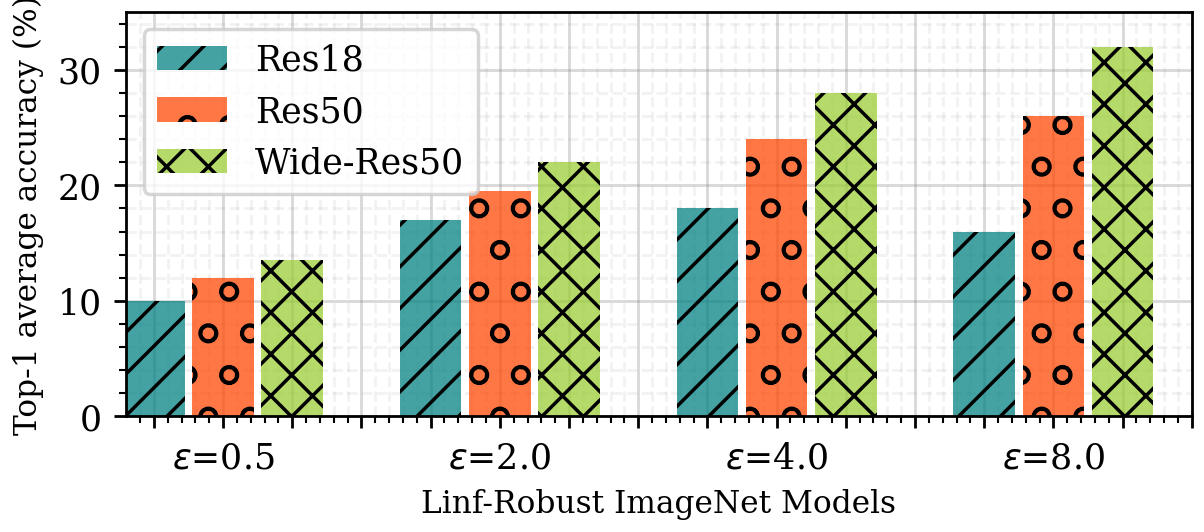 Top-1 average accuracy (%)
30
20
10
0
Res18
Res50
Wide-Res50
ε=0.5
ε=2.0
ε=4.0
ε=8.0
Linf-Robust ImageNet Models